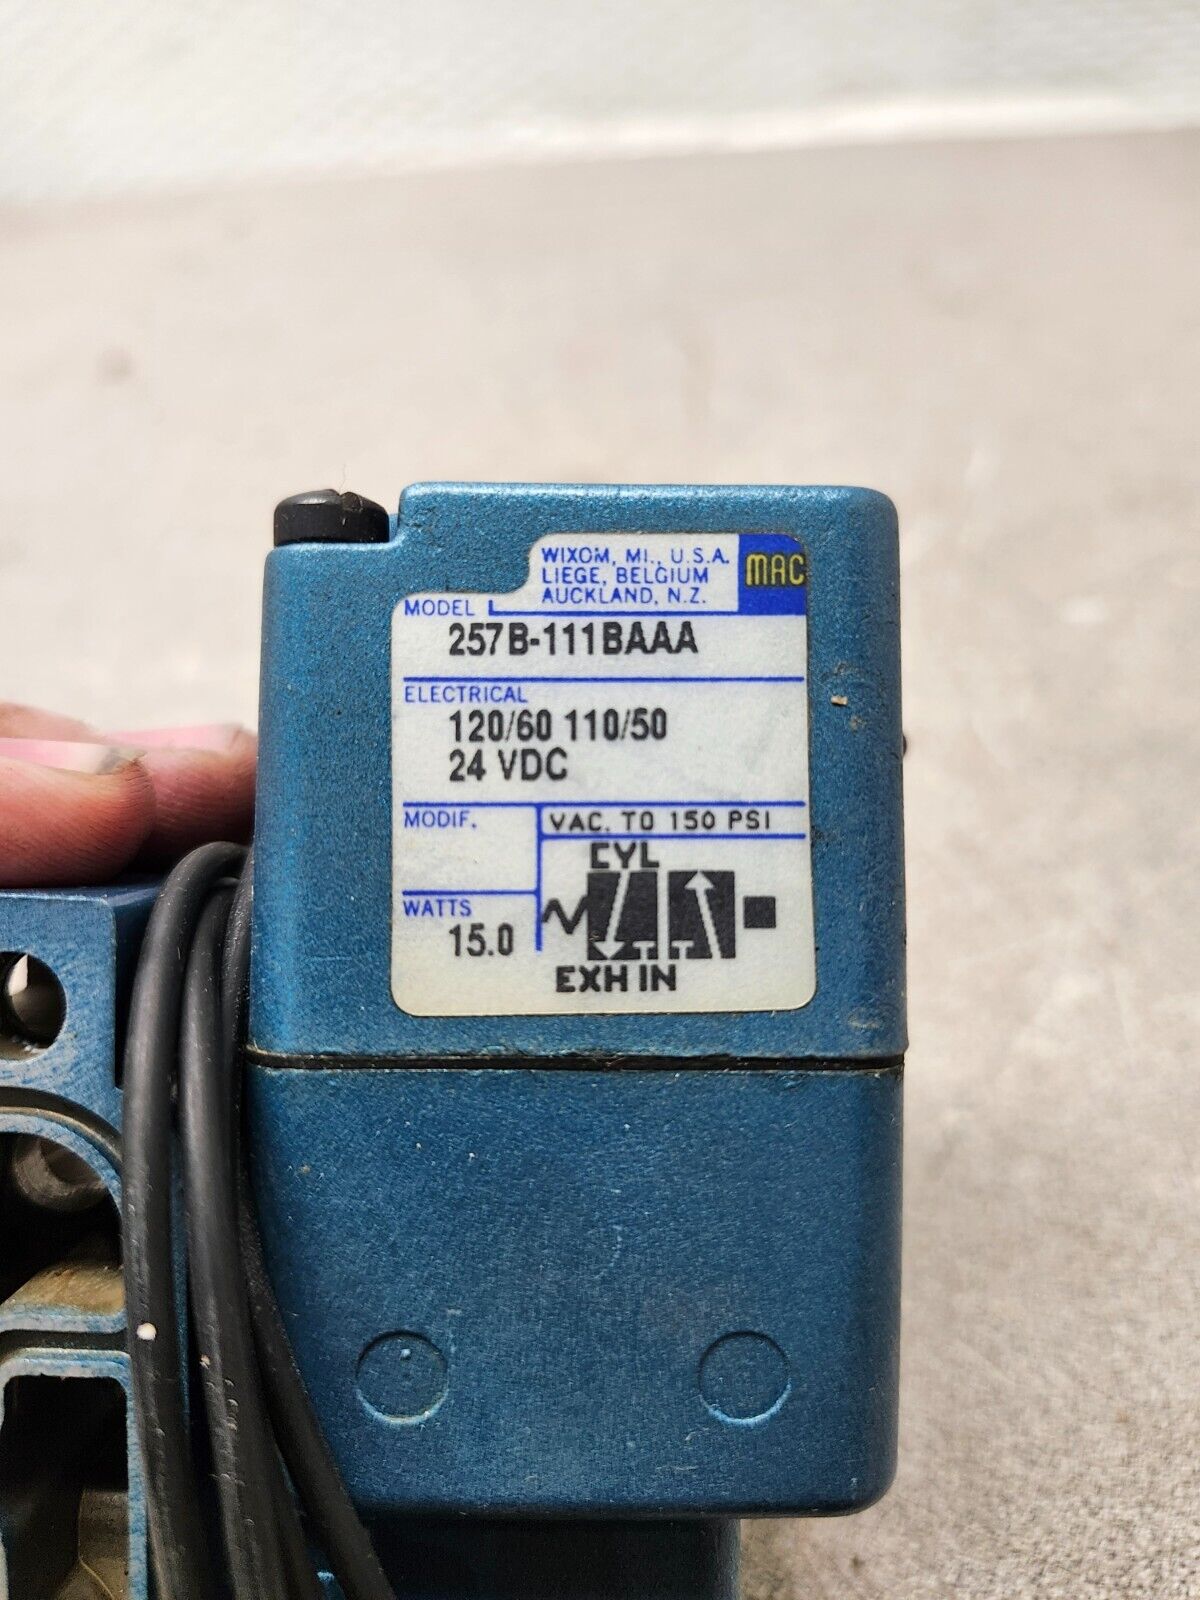 WIXOM, MI., U.S.A.
LIEGE, BELGIUM
AUCKLAND, N.Z.
MAC
MODEL
257B-111BAAA
ELECTRICAL
120/60 110/50
24 VDC
MODIF.
VAC. TO 150 PSI
CYL
WATTS
15.0
EXH IN